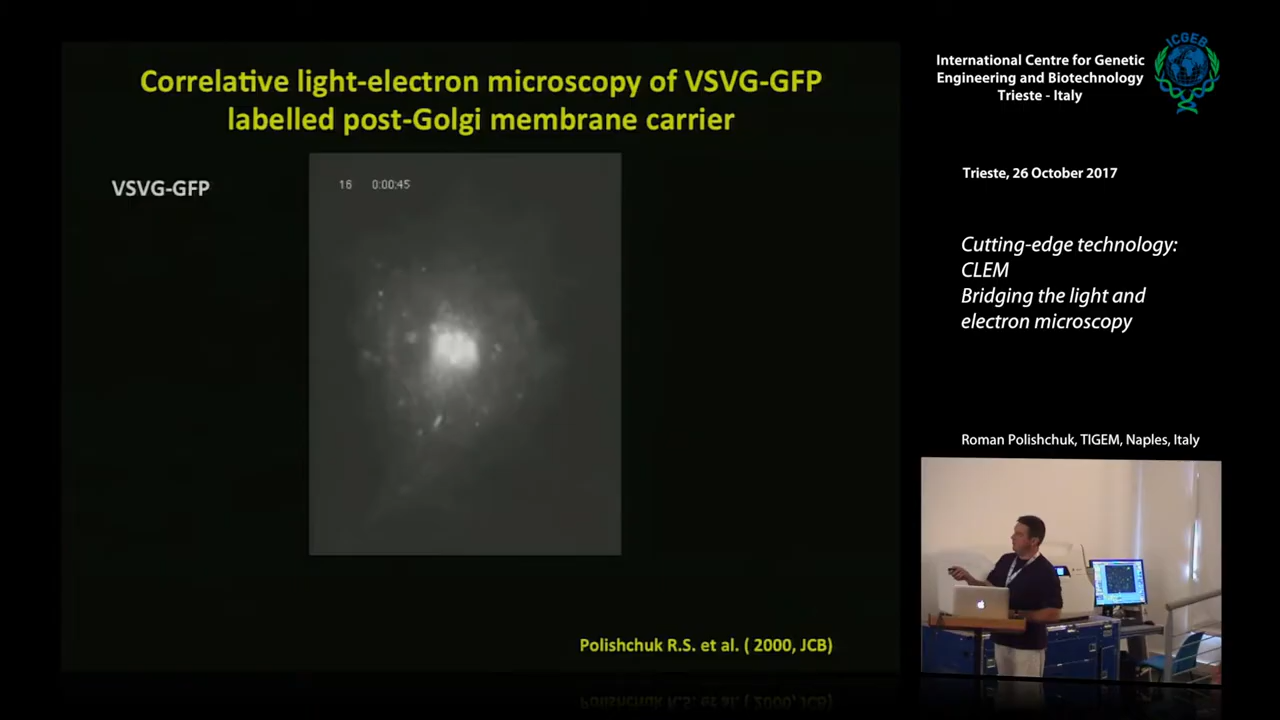 Correlative light-electron microscopy of VSVG-GFP
labelled post-Golgi membrane carrier
VSVG-GFP
16 0:00:45
Polishchuk R.S. et al. ( 2000, JCB)
International Centre for Genetic
Engineering and Biotechnology
Trieste - Italy
ICGEB
Trieste, 26 October 2017
Cutting-edge technology:
CLEM
Bridging the light and
electron microscopy
Roman Polishchuk, TIGEM, Naples, Italy